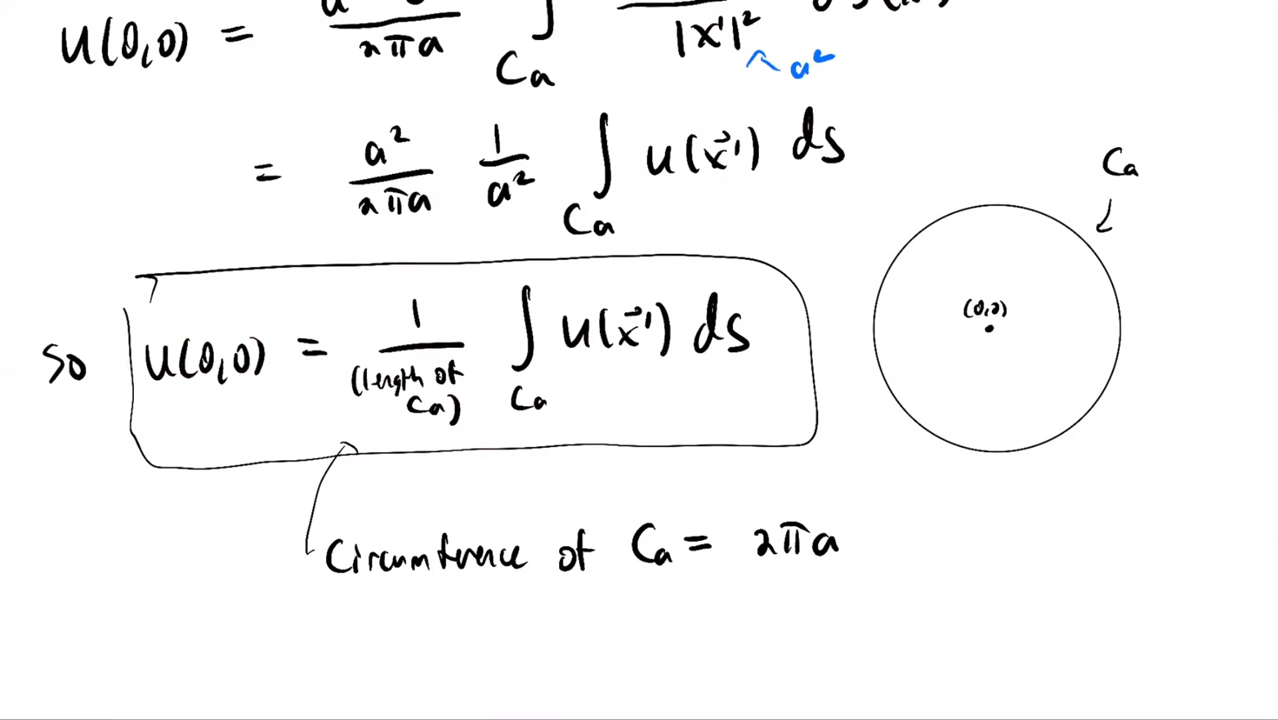 u(0,0) = / 2πa ∫ Ca / |x⃗'|²
a²
= a² / 2πa 1 / a² ∫ Ca u(x⃗') ds
Ca
(0,0)
so u(0,0) = 1 / (length of Ca) ∫ Ca u(x⃗') ds
Circumference of Ca = 2πa